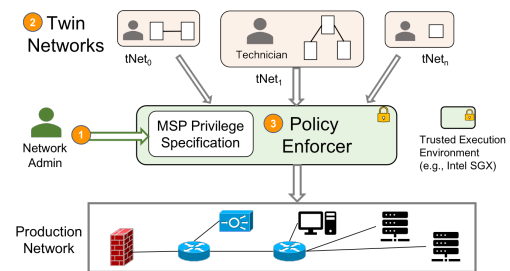 2 Twin
Networks
tNet0
Technician
tNet1
tNetn
1
Network
Admin
MSP Privilege
Specification
3 Policy
Enforcer
Trusted Execution
Environment
(e.g., Intel SGX)
Production
Network